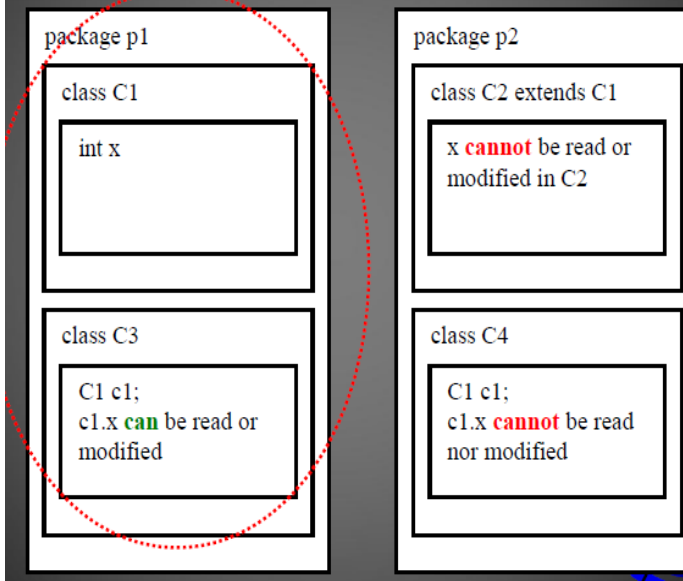 package p1
class C1
int x
class C3
C1 c1;
c1.x can be read or
modified
package p2
class C2 extends C1
x cannot be read or
modified in C2
class C4
C1 c1;
c1.x cannot be read
nor modified